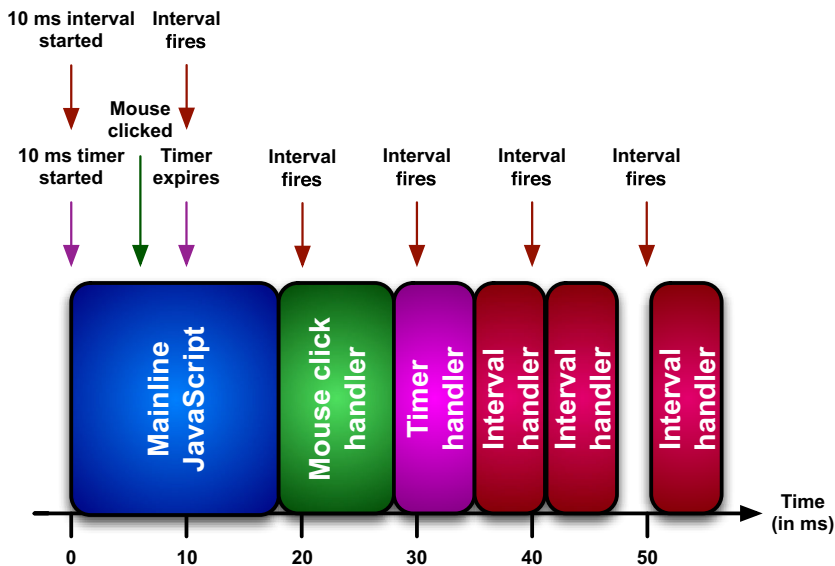 10 ms interval
started
Interval
fires
Mouse
clicked
10 ms timer
started
Timer
expires
Interval
fires
Interval
fires
Interval
fires
Interval
fires
Mainline
JavaScript
Mouse click
handler
Timer
handler
Interval
handler
Interval
handler
Interval
handler
Time
(in ms)
0
10
20
30
40
50